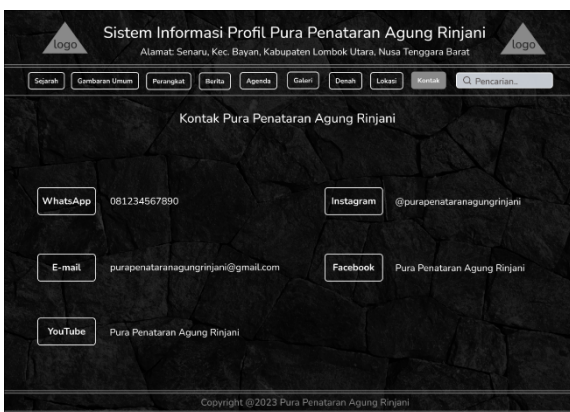 logo
Sistem Informasi Profil Pura Penataran Agung Rinjani
Alamat: Senaru, Kec. Bayan, Kabupaten Lombok Utara, Nusa Tenggara Barat
logo
Sejarah Gambaran Umum Perangkat Berita Agenda Galeri Denah Lokasi Kontak Pencarian..
Kontak Pura Penataran Agung Rinjani
WhatsApp 081234567890
Instagram @purapenataranagungrinjani
E-mail purapenataranagungrinjani@gmail.com
Facebook Pura Penataran Agung Rinjani
YouTube Pura Penataran Agung Rinjani
Copyright @2023 Pura Penataran Agung Rinjani